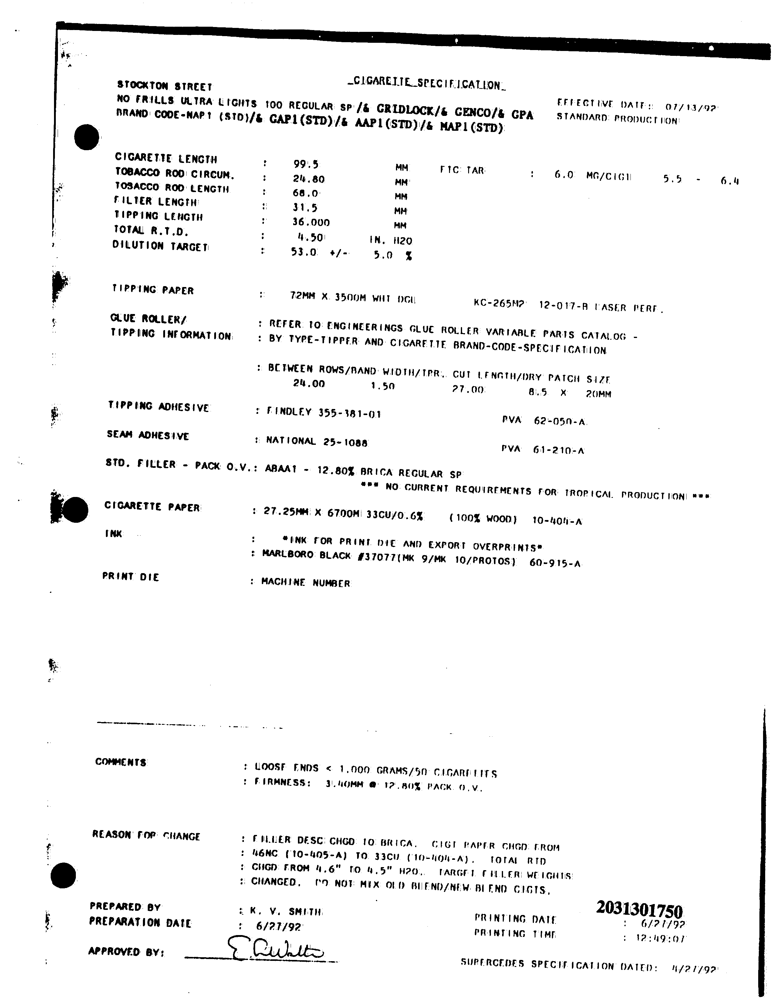 _CIGARETTE_SPECIFICATION_
STOCKTON STREET
EFFECTIVE DATE: 07/13/92
NO FRILLS ULTRA LIGHTS 100 REGULAR SP /& GRIDLOCK/& GENCO/& GPA
STANDARD PRODUCTION
BRAND CODE-NAP1 (STD)/& GAP1(STD)/& AAP1(STD)/& MAP1(STD)
CIGARETTE LENGTH : 99.5 MM FTC TAR : 6.0 MG/CIGT 5.5 - 6.4
TOBACCO ROD CIRCUM. : 24.80 MM
TOBACCO ROD LENGTH : 68.0 MM
FILTER LENGTH : 31.5 MM
TIPPING LENGTH : 36.000 MM
TOTAL R.T.D. : 4.50 IN. H2O
DILUTION TARGET : 53.0 +/- 5.0 %
TIPPING PAPER : 72MM X 3500M WHT DGL KC-265M2 12-017-B LASER PERF.
GLUE ROLLER/ : REFER TO ENGINEERINGS GLUE ROLLER VARIABLE PARTS CATALOG -
TIPPING INFORMATION : BY TYPE-TIPPER AND CIGARETTE BRAND-CODE-SPECIFICATION
: BETWEEN ROWS/BAND WIDTH/TPR. CUT LENGTH/DRY PATCH SIZE
24.00 1.50 27.00 8.5 X 20MM
TIPPING ADHESIVE : FINDLEY 355-381-01 PVA 62-050-A
SEAM ADHESIVE : NATIONAL 25-1088 PVA 61-210-A
STD. FILLER - PACK O.V.: ABAA1 - 12.80% BRICA REGULAR SP
*** NO CURRENT REQUIREMENTS FOR TROPICAL PRODUCTION ***
CIGARETTE PAPER : 27.25MM X 6700M 33CU/0.6% (100% WOOD) 10-404-A
INK : "INK FOR PRINT DIE AND EXPORT OVERPRINTS"
: MARLBORO BLACK #37077(MK 9/MK 10/PROTOS) 60-915-A
PRINT DIE : MACHINE NUMBER
COMMENTS : LOOSE ENDS < 1.000 GRAMS/50 CIGARETTES
: FIRMNESS: 3.40MM @ 12.80% PACK O.V.
REASON FOR CHANGE : FILLER DESC CHGD TO BRICA. CIGT PAPER CHGD FROM
: 46NC (10-405-A) TO 33CU (10-404-A). TOTAL RTD
: CHGD FROM 4.6" TO 4.5" H2O. TARGET FILLER WEIGHTS
: CHANGED. DO NOT MIX OLD BLEND/NEW BLEND CIGTS.
2031301750
PREPARED BY : K. V. SMITH PRINTING DATE : 6/27/92
PREPARATION DATE : 6/27/92 PRINTING TIME : 12:49:07
APPROVED BY:
SUPERCEDES SPECIFICATION DATED: 4/27/92